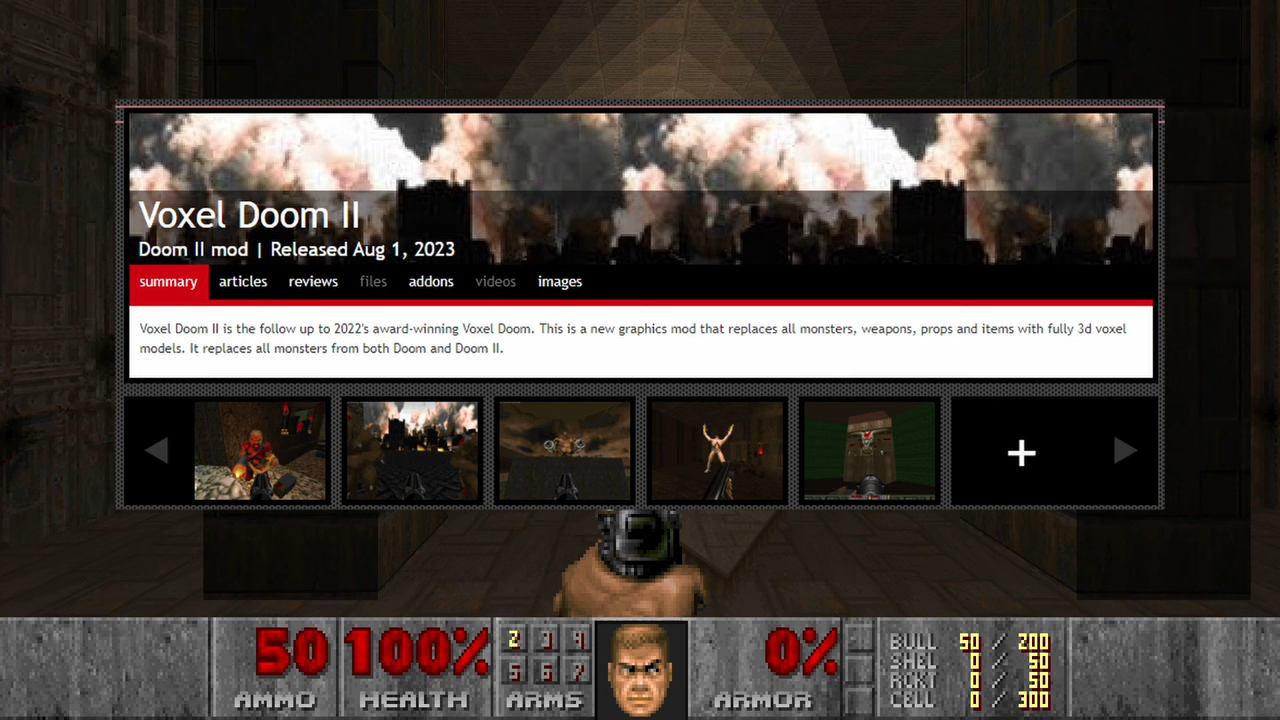 Voxel Doom II
Doom II mod | Released Aug 1, 2023
summary articles reviews files addons videos images
Voxel Doom II is the follow up to 2022's award-winning Voxel Doom. This is a new graphics mod that replaces all monsters, weapons, props and items with fully 3d voxel
models. It replaces all monsters from both Doom and Doom II.
+
50 100% 2 3 4 0%
5 6 7
AMMO HEALTH ARMS ARMOR
BULL 50 / 200
SHEL 0 / 50
RCKT 0 / 50
CELL 0 / 300